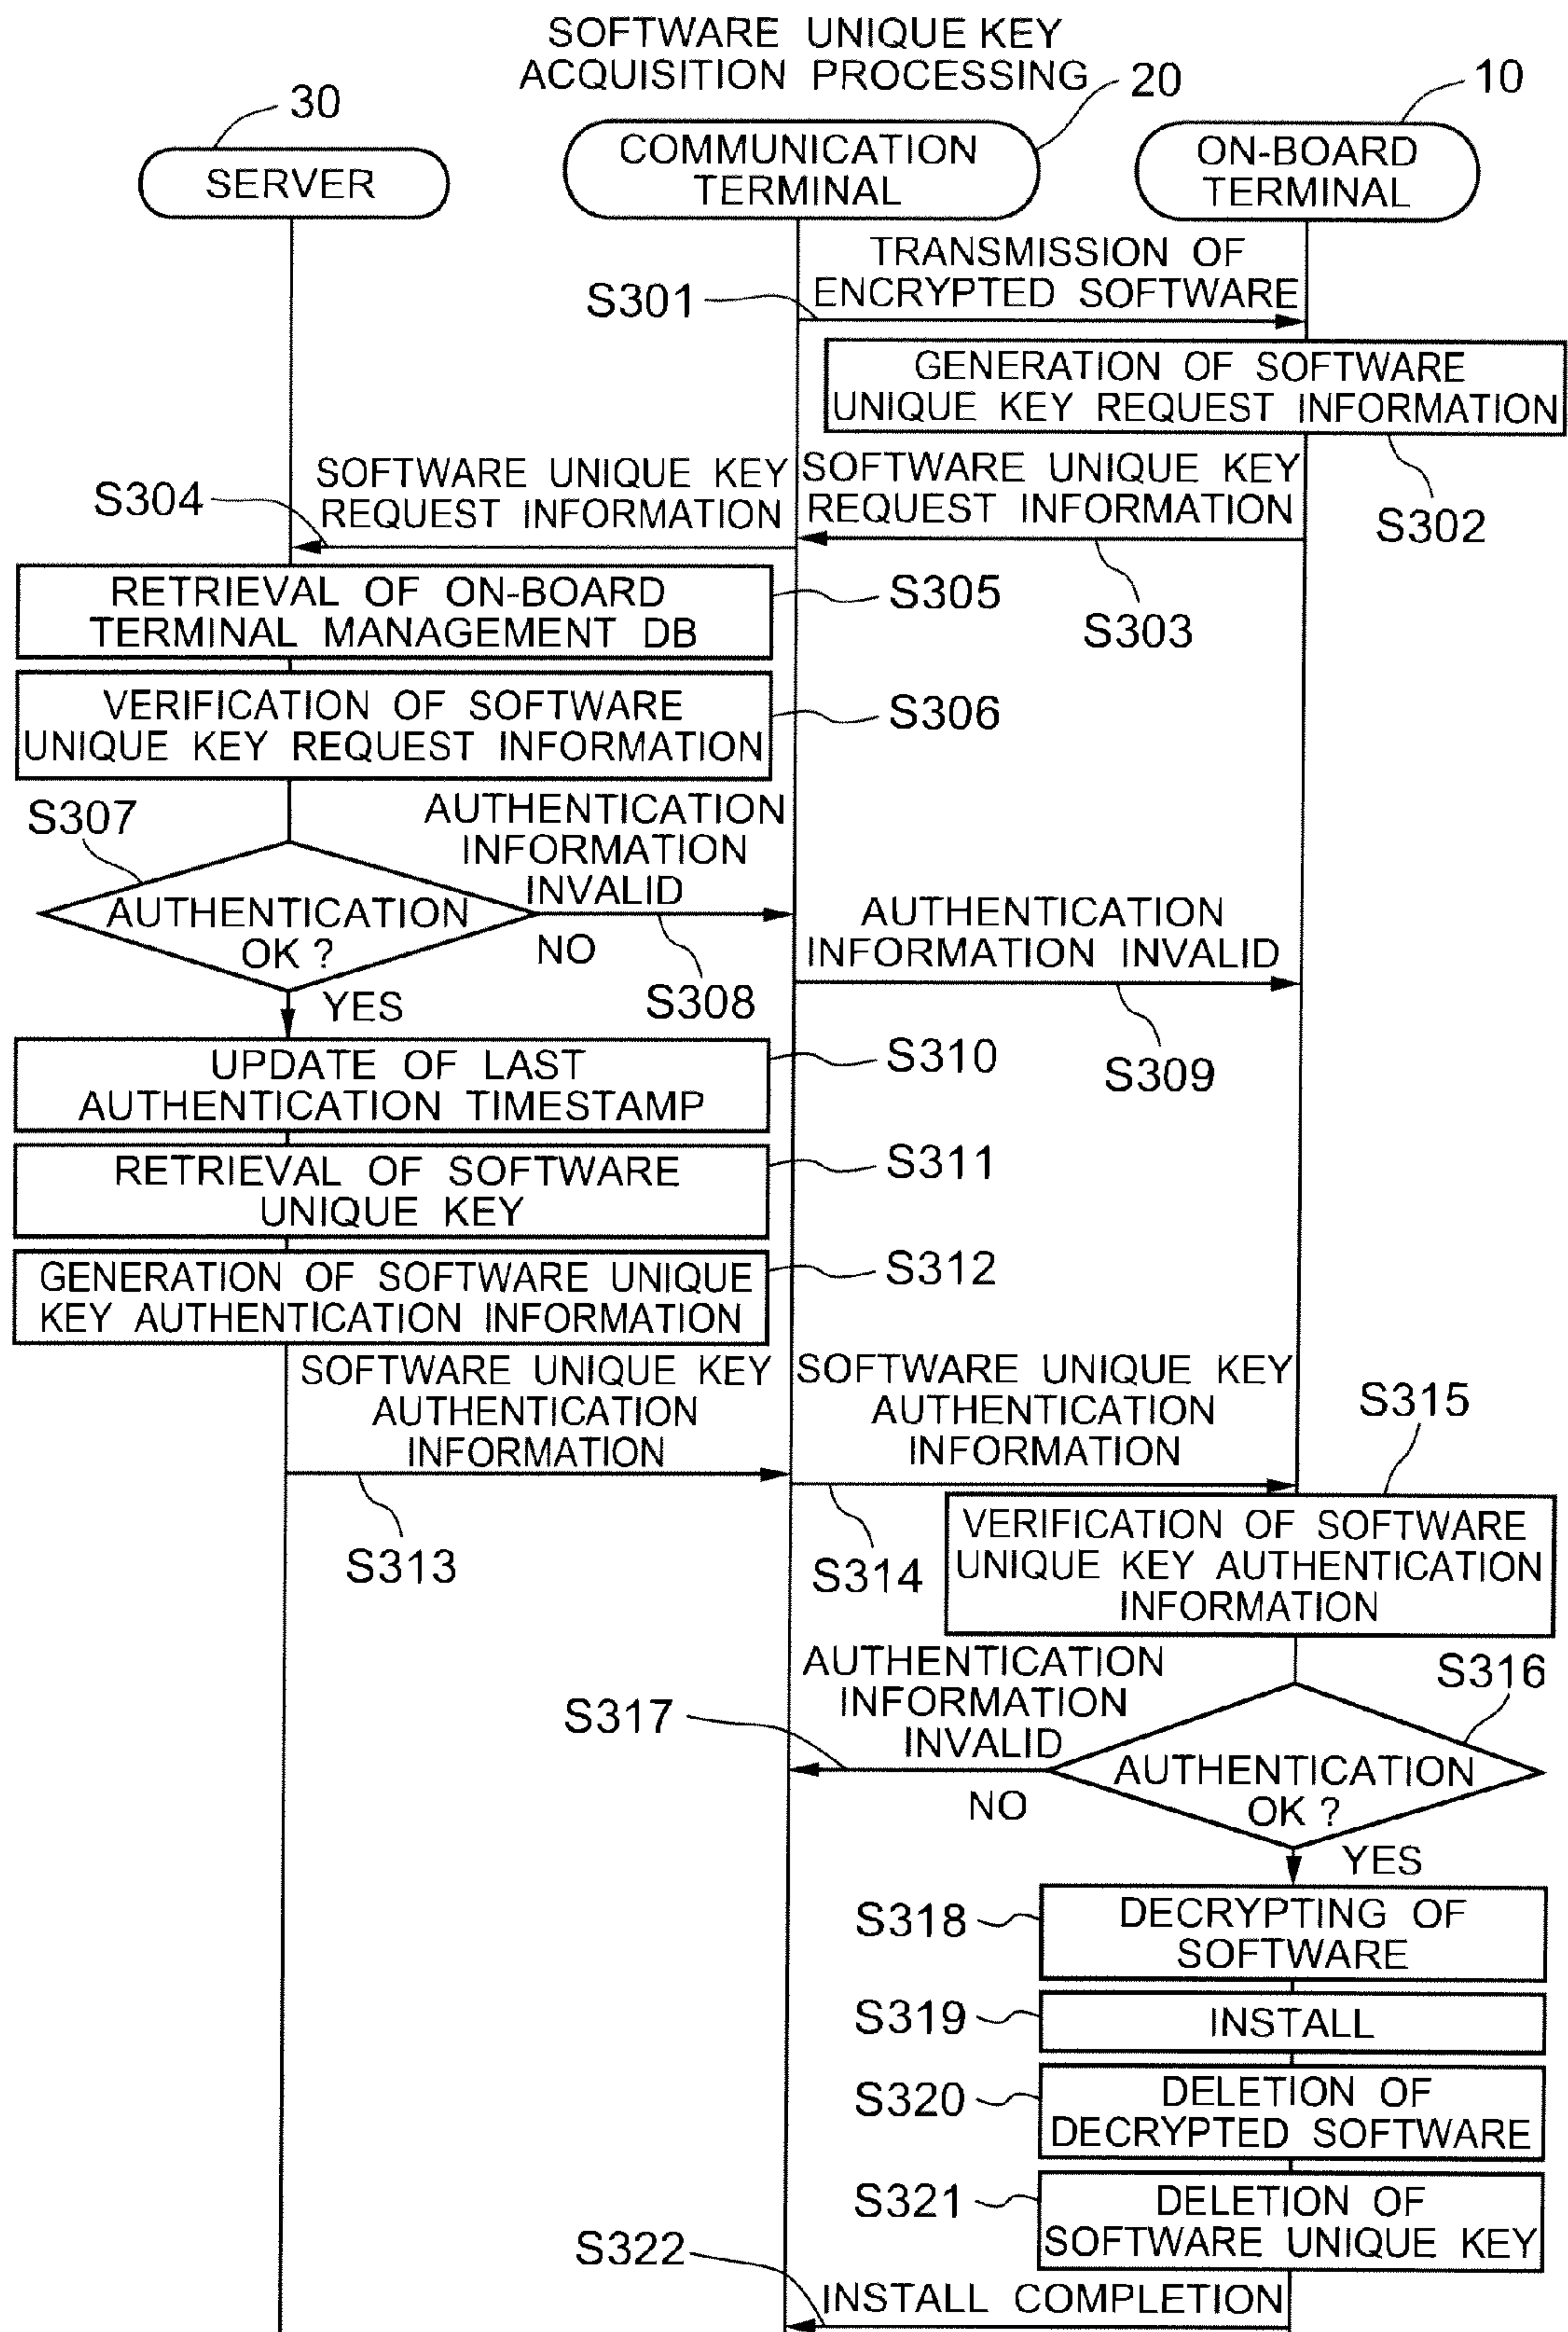 SOFTWARE UNIQUE KEY
ACQUISITION PROCESSING
30
20
10
SERVER
COMMUNICATION
TERMINAL
ON-BOARD
TERMINAL
TRANSMISSION OF
ENCRYPTED SOFTWARE
S301
GENERATION OF SOFTWARE
UNIQUE KEY REQUEST INFORMATION
S302
SOFTWARE UNIQUE KEY
REQUEST INFORMATION
S303
SOFTWARE UNIQUE KEY
REQUEST INFORMATION
S304
RETRIEVAL OF ON-BOARD
TERMINAL MANAGEMENT DB
S305
VERIFICATION OF SOFTWARE
UNIQUE KEY REQUEST INFORMATION
S306
S307
AUTHENTICATION
OK ?
AUTHENTICATION
INFORMATION
INVALID
NO
S308
AUTHENTICATION
INFORMATION INVALID
S309
YES
UPDATE OF LAST
AUTHENTICATION TIMESTAMP
S310
RETRIEVAL OF SOFTWARE
UNIQUE KEY
S311
GENERATION OF SOFTWARE UNIQUE
KEY AUTHENTICATION INFORMATION
S312
SOFTWARE UNIQUE KEY
AUTHENTICATION
INFORMATION
S313
SOFTWARE UNIQUE KEY
AUTHENTICATION
INFORMATION
S314
S315
VERIFICATION OF SOFTWARE
UNIQUE KEY AUTHENTICATION
INFORMATION
S316
AUTHENTICATION
OK ?
AUTHENTICATION
INFORMATION
INVALID
S317
NO
YES
S318
DECRYPTING OF
SOFTWARE
S319
INSTALL
S320
DELETION OF
DECRYPTED SOFTWARE
S321
DELETION OF
SOFTWARE UNIQUE KEY
S322
INSTALL COMPLETION